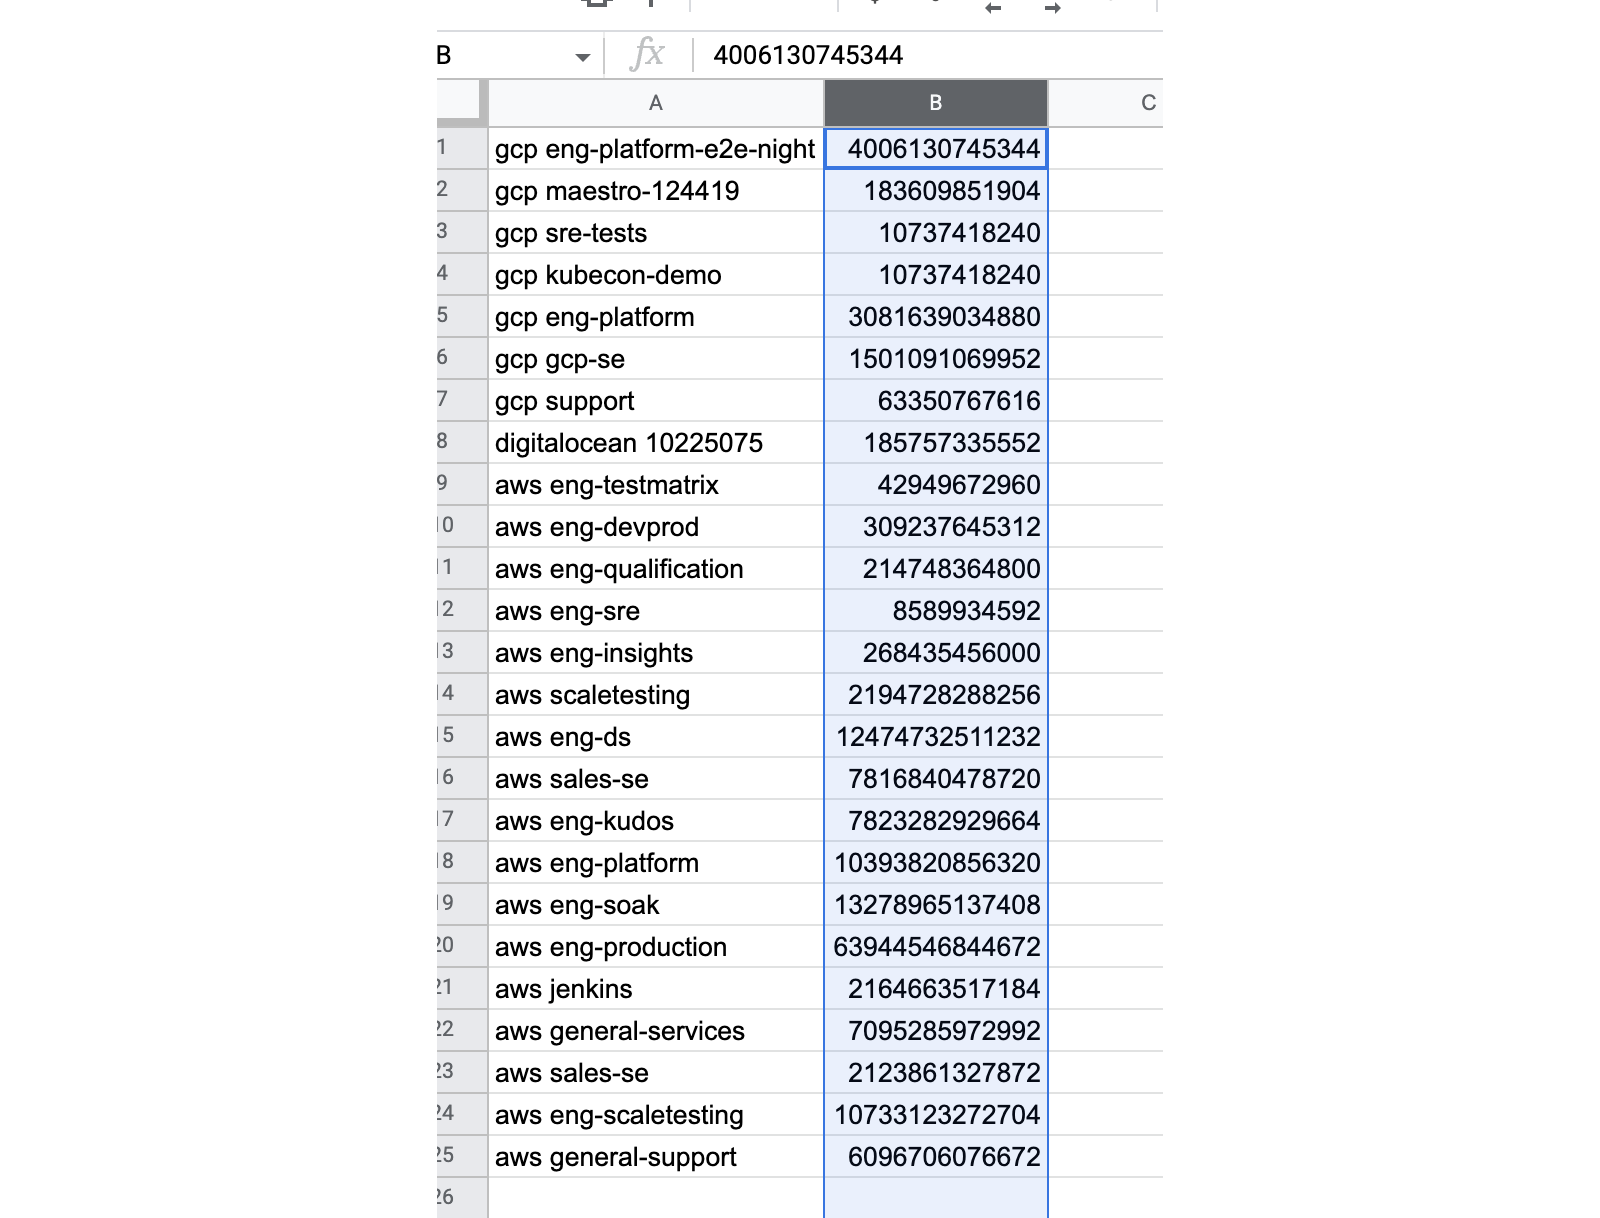 B fx 4006130745344
A B C
1 gcp eng-platform-e2e-night 4006130745344
2 gcp maestro-124419 183609851904
3 gcp sre-tests 10737418240
4 gcp kubecon-demo 10737418240
5 gcp eng-platform 3081639034880
6 gcp gcp-se 1501091069952
7 gcp support 63350767616
8 digitalocean 10225075 185757335552
9 aws eng-testmatrix 42949672960
10 aws eng-devprod 309237645312
11 aws eng-qualification 214748364800
12 aws eng-sre 8589934592
13 aws eng-insights 268435456000
14 aws scaletesting 2194728288256
15 aws eng-ds 12474732511232
16 aws sales-se 7816840478720
17 aws eng-kudos 7823282929664
18 aws eng-platform 10393820856320
19 aws eng-soak 13278965137408
20 aws eng-production 63944546844672
21 aws jenkins 2164663517184
22 aws general-services 7095285972992
23 aws sales-se 2123861327872
24 aws eng-scaletesting 10733123272704
25 aws general-support 6096706076672
26